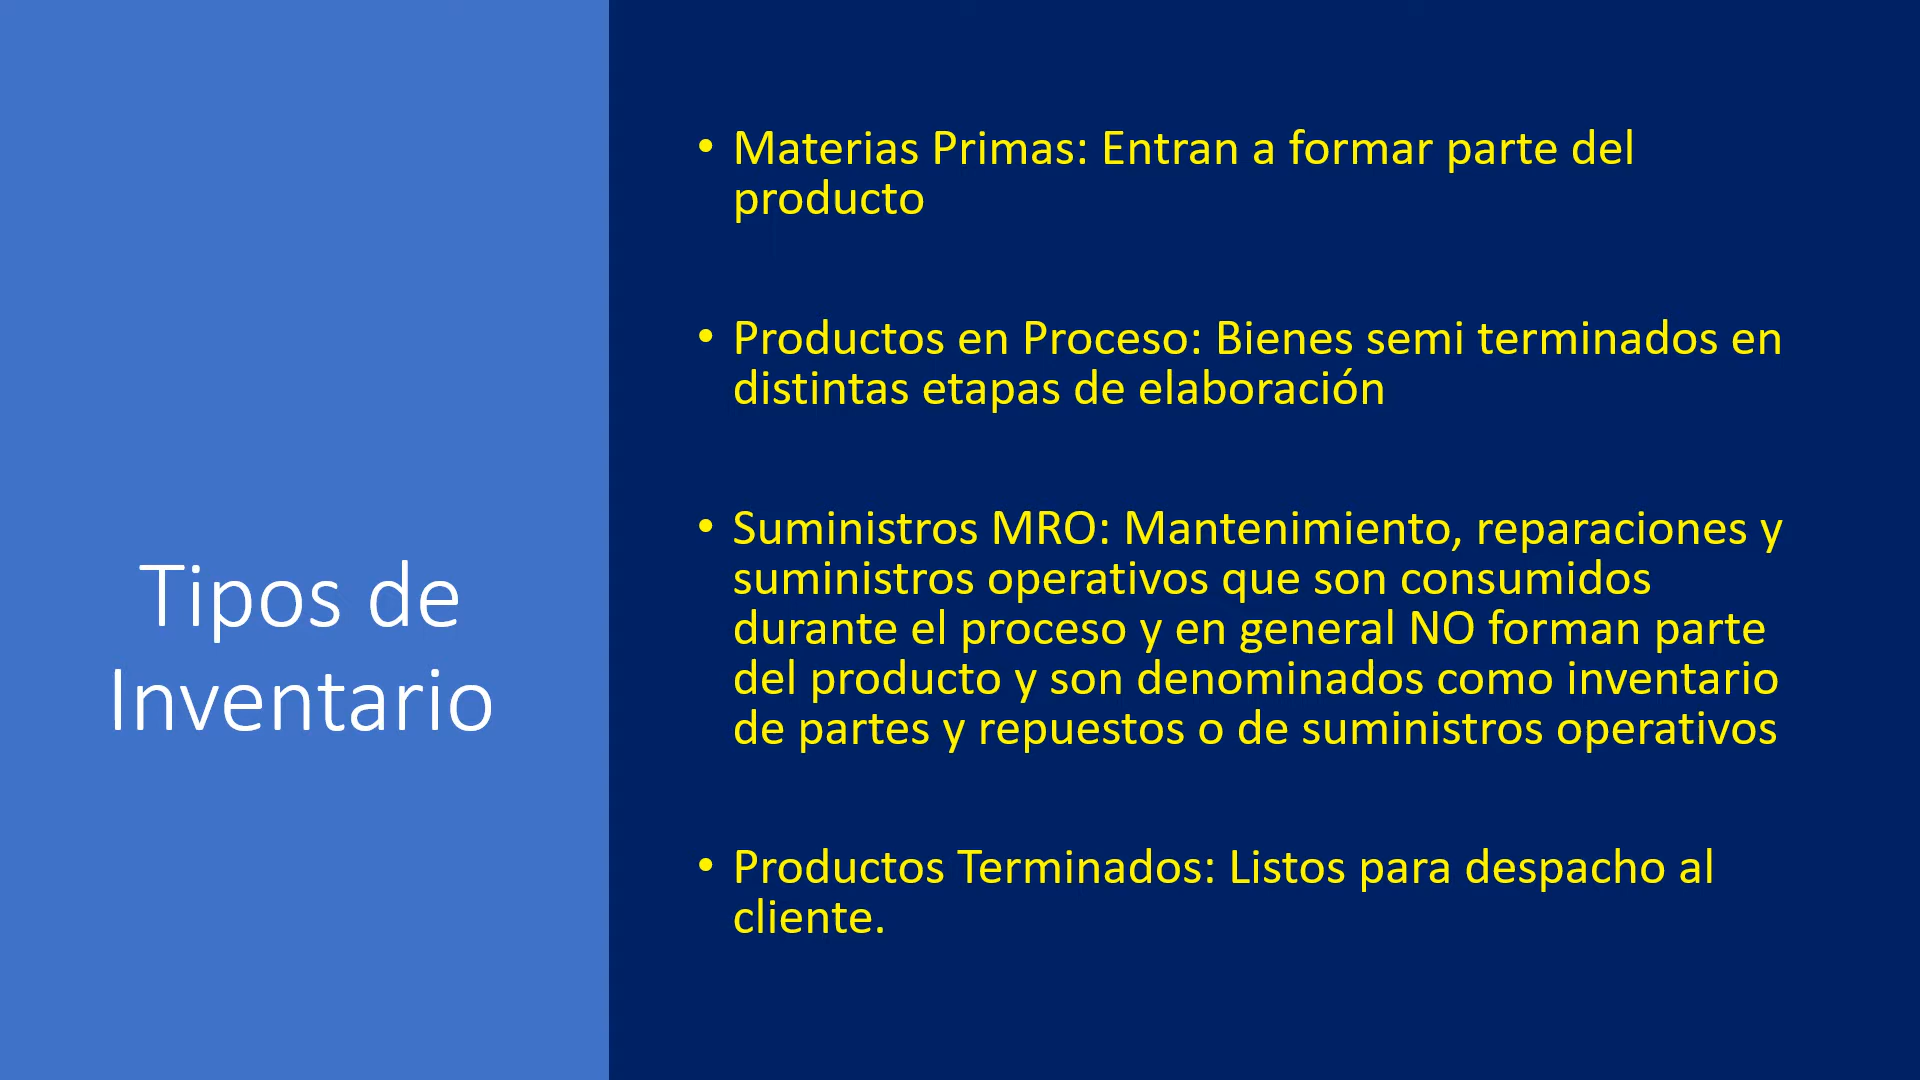 Tipos de
Inventario
• Materias Primas: Entran a formar parte del
producto
• Productos en Proceso: Bienes semi terminados en
distintas etapas de elaboración
• Suministros MRO: Mantenimiento, reparaciones y
suministros operativos que son consumidos
durante el proceso y en general NO forman parte
del producto y son denominados como inventario
de partes y repuestos o de suministros operativos
• Productos Terminados: Listos para despacho al
cliente.